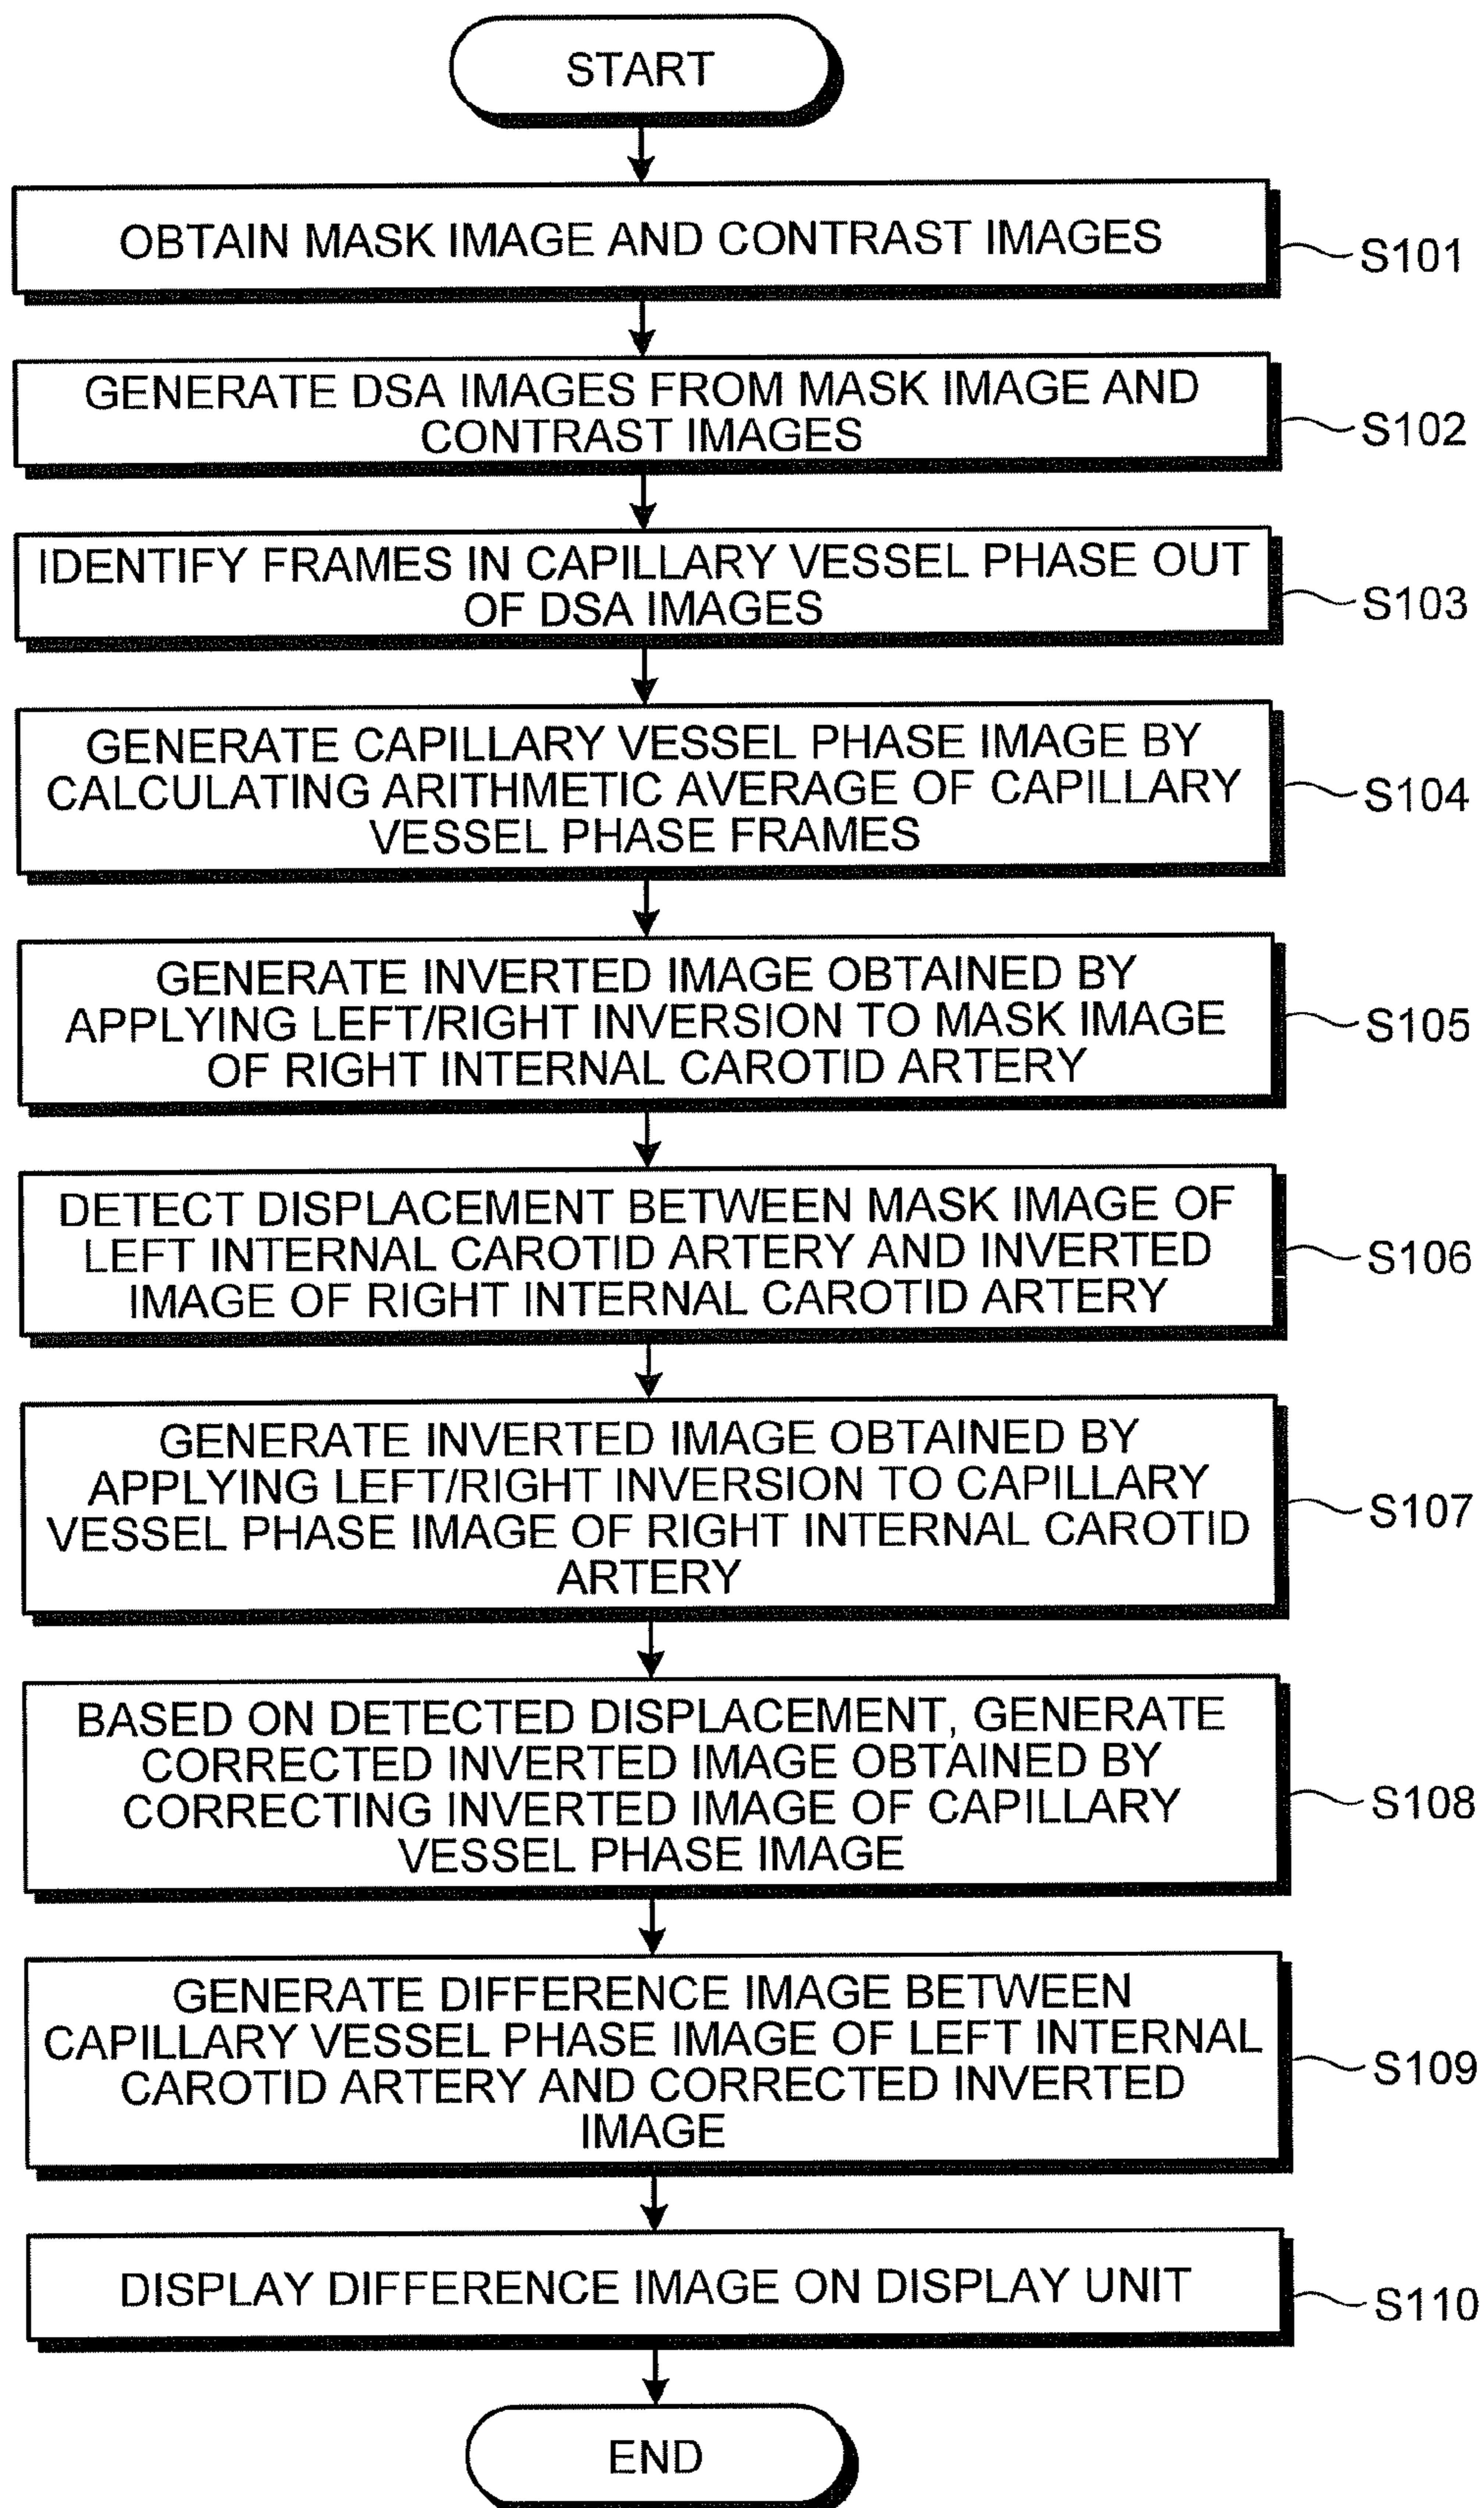 START
OBTAIN MASK IMAGE AND CONTRAST IMAGES
S101
GENERATE DSA IMAGES FROM MASK IMAGE AND
CONTRAST IMAGES
S102
IDENTIFY FRAMES IN CAPILLARY VESSEL PHASE OUT
OF DSA IMAGES
S103
GENERATE CAPILLARY VESSEL PHASE IMAGE BY
CALCULATING ARITHMETIC AVERAGE OF CAPILLARY
VESSEL PHASE FRAMES
S104
GENERATE INVERTED IMAGE OBTAINED BY
APPLYING LEFT/RIGHT INVERSION TO MASK IMAGE
OF RIGHT INTERNAL CAROTID ARTERY
S105
DETECT DISPLACEMENT BETWEEN MASK IMAGE OF
LEFT INTERNAL CAROTID ARTERY AND INVERTED
IMAGE OF RIGHT INTERNAL CAROTID ARTERY
S106
GENERATE INVERTED IMAGE OBTAINED BY
APPLYING LEFT/RIGHT INVERSION TO CAPILLARY
VESSEL PHASE IMAGE OF RIGHT INTERNAL CAROTID
ARTERY
S107
BASED ON DETECTED DISPLACEMENT, GENERATE
CORRECTED INVERTED IMAGE OBTAINED BY
CORRECTING INVERTED IMAGE OF CAPILLARY
VESSEL PHASE IMAGE
S108
GENERATE DIFFERENCE IMAGE BETWEEN
CAPILLARY VESSEL PHASE IMAGE OF LEFT INTERNAL
CAROTID ARTERY AND CORRECTED INVERTED
IMAGE
S109
DISPLAY DIFFERENCE IMAGE ON DISPLAY UNIT
S110
END